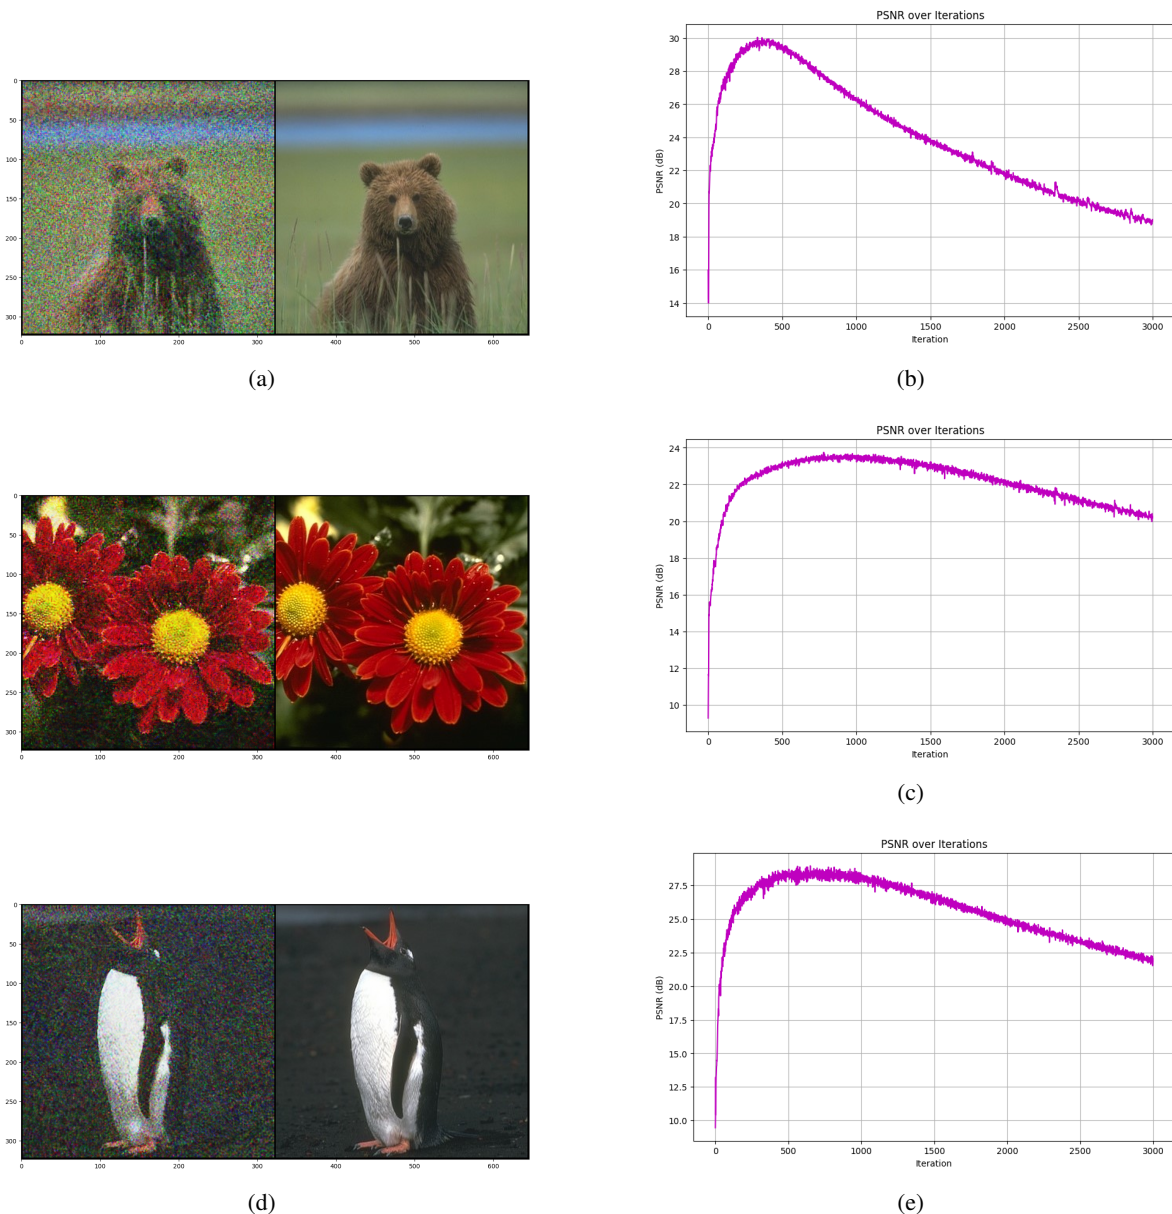 PSNR over Iterations
30
28
26
24
22
20
18
16
14
PSNR (dB)
0 500 1000 1500 2000 2500 3000
Iteration
0
50
100
150
200
250
300
0 100 200 300 400 500 600
(a)
(b)
PSNR over Iterations
24
22
20
18
16
14
12
10
PSNR (dB)
0 500 1000 1500 2000 2500 3000
Iteration
0
50
100
150
200
250
300
0 100 200 300 400 500 600
(c)
PSNR over Iterations
27.5
25.0
22.5
20.0
17.5
15.0
12.5
10.0
PSNR (dB)
0 500 1000 1500 2000 2500 3000
Iteration
0
50
100
150
200
250
300
0 100 200 300 400 500 600
(d)
(e)